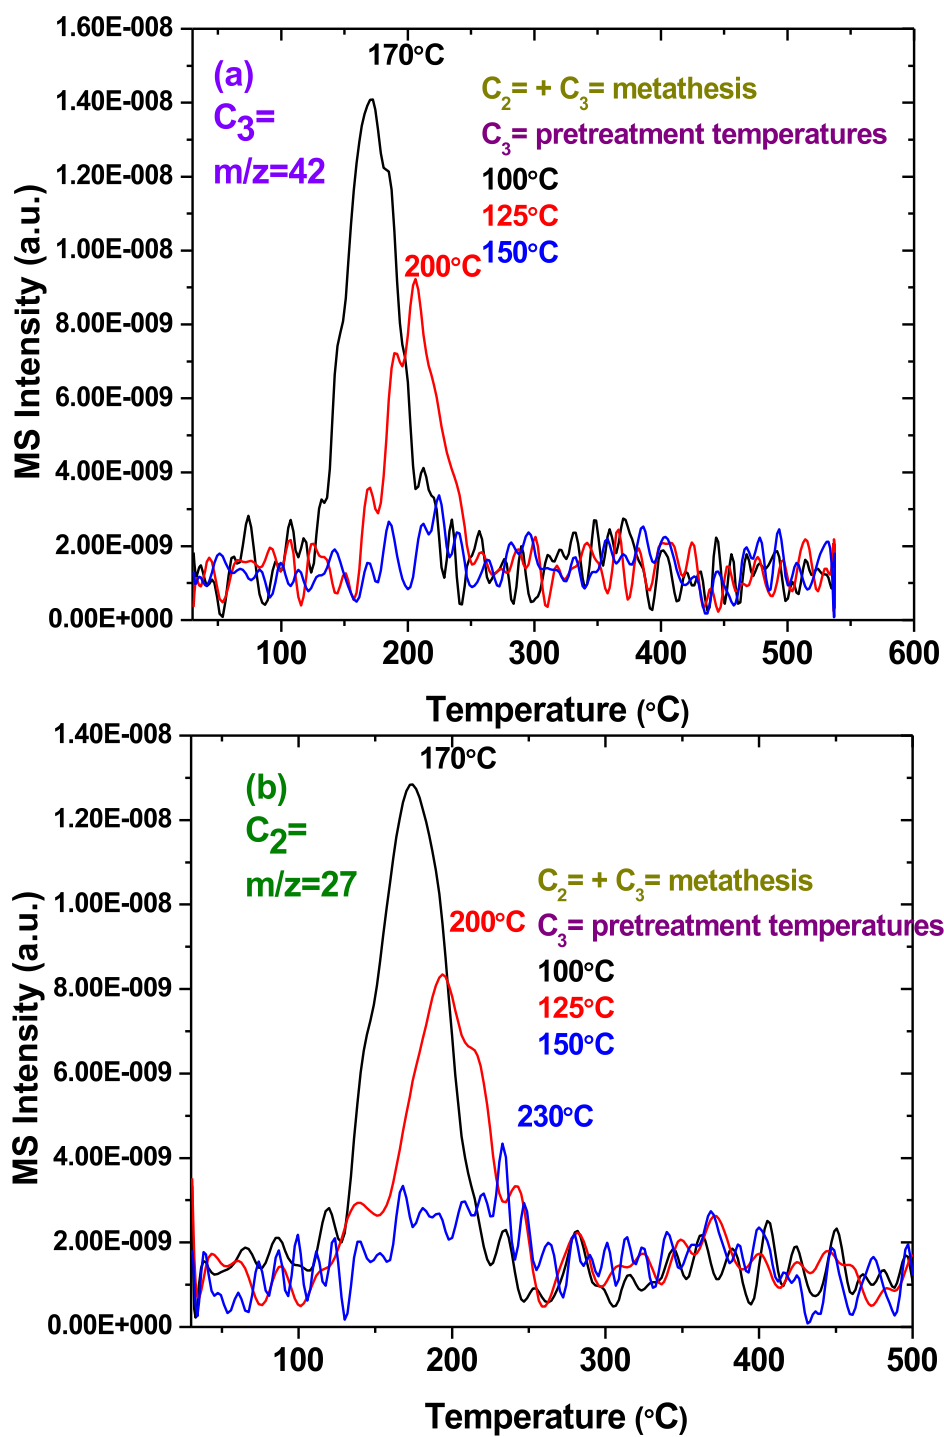 1.60E-008
170°C
(a)
C3=
m/z=42
C2= + C3= metathesis
C3= pretreatment temperatures
100°C
125°C
150°C
200°C
1.40E-008
1.20E-008
1.00E-008
8.00E-009
6.00E-009
4.00E-009
2.00E-009
0.00E+000
MS Intensity (a.u.)
100 200 300 400 500 600
Temperature (°C)
1.40E-008
170°C
(b)
C2=
m/z=27
C2= + C3= metathesis
200°C
C3= pretreatment temperatures
100°C
125°C
150°C
230°C
1.20E-008
1.00E-008
8.00E-009
6.00E-009
4.00E-009
2.00E-009
0.00E+000
MS Intensity (a.u.)
100 200 300 400 500
Temperature (°C)